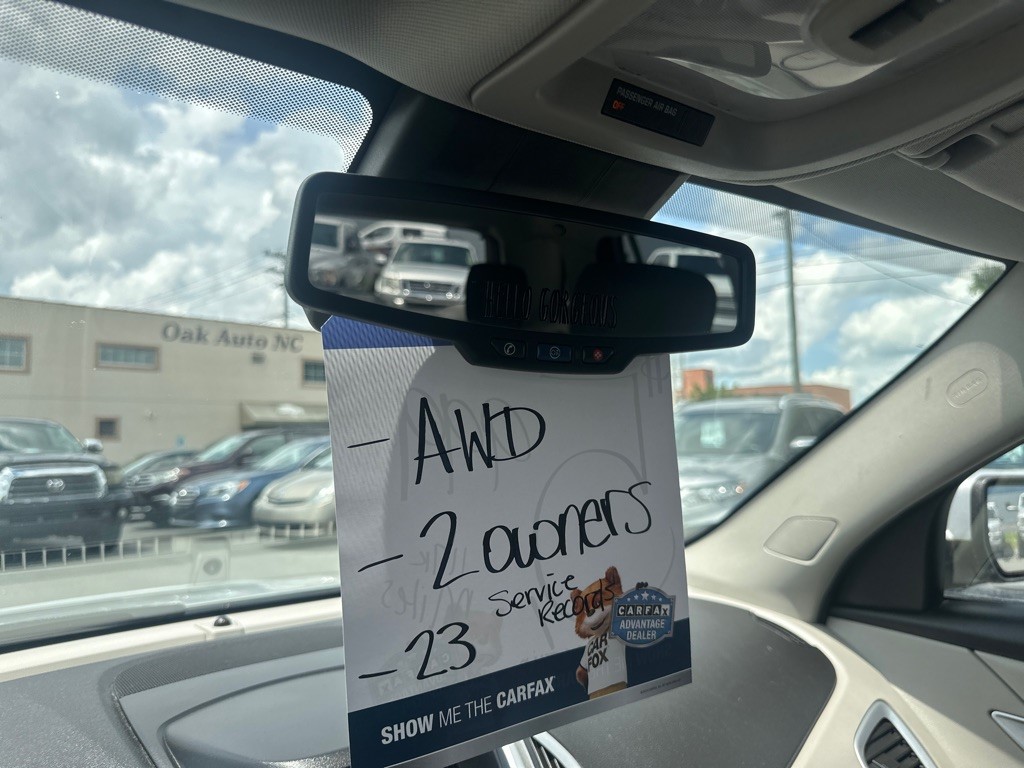 PASSENGER AIR BAG
OFF
Oak Auto NC
HELLO GORGEOUS
- AWD
- 2 owners
- 23 Service Records
CARFAX
ADVANTAGE
DEALER
CAR
FOX
SHOW ME THE CARFAX